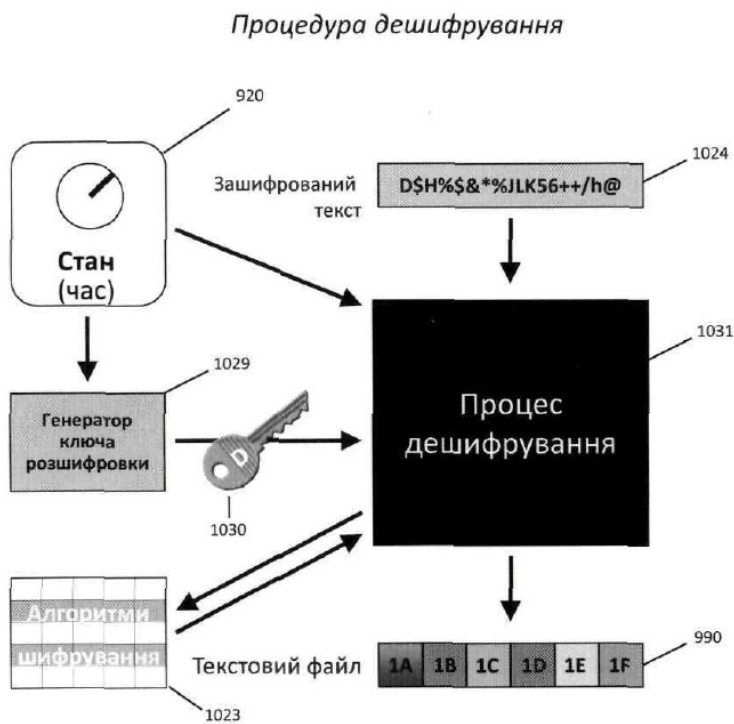 Процедура дешифрування
920
1024
Зашифрований
текст
D$H%$&*%JLK56++/h@
Стан
(час)
1031
1029
Генератор
ключа
розшифровки
D
1030
Процес
дешифрування
Алгоритми
шифрування
1023
Текстовий файл
1A 1B 1C 1D 1E 1F
990